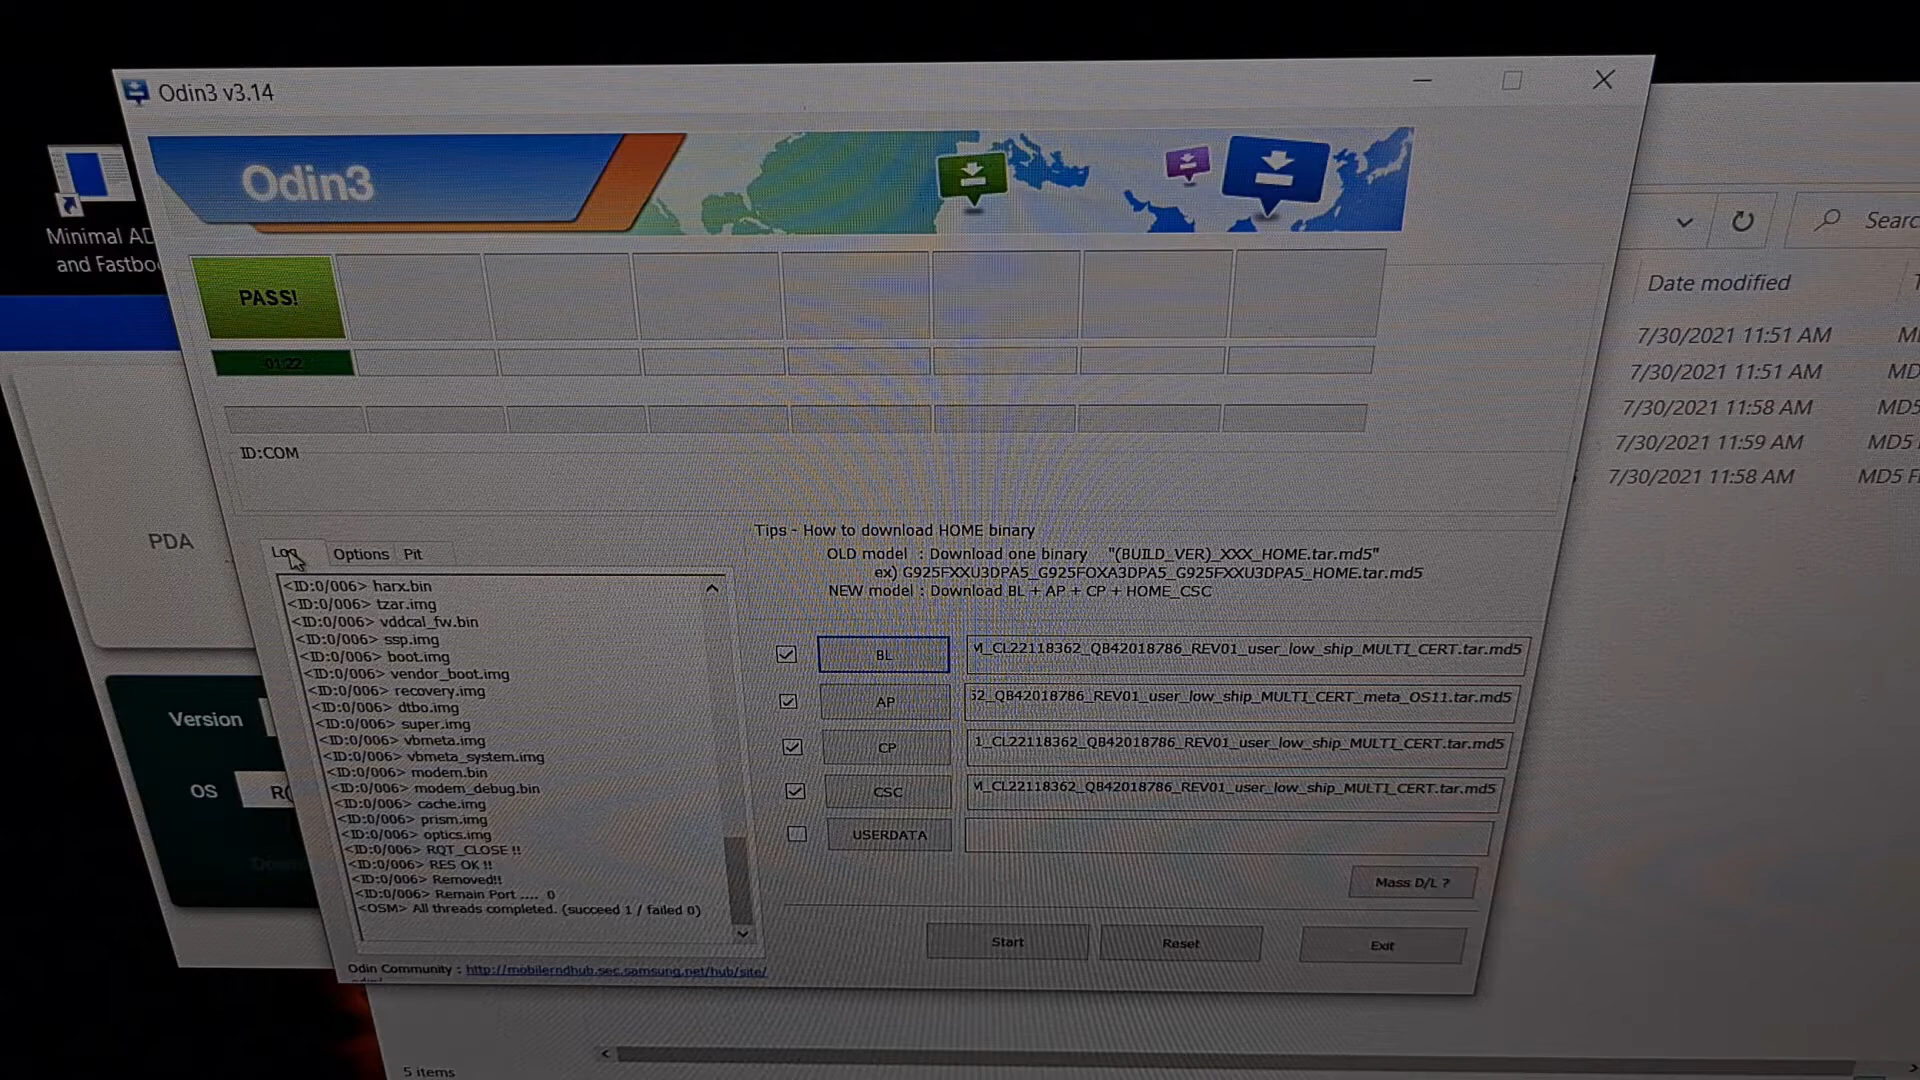 Odin3 v3.14
Odin3
Minimal AD
and Fastbo
PASS!
01:22
ID:COM
Searc
Date modified
7/30/2021 11:51 AM
7/30/2021 11:51 AM MD
7/30/2021 11:58 AM MD5
7/30/2021 11:59 AM MD5
7/30/2021 11:58 AM MD5 F
PDA
Version
OS R(
Log Options Pit
<ID:0/006> harx.bin
<ID:0/006> tzar.img
<ID:0/006> vddcal_fw.bin
<ID:0/006> ssp.img
<ID:0/006> boot.img
<ID:0/006> vendor_boot.img
<ID:0/006> recovery.img
<ID:0/006> dtbo.img
<ID:0/006> super.img
<ID:0/006> vbmeta.img
<ID:0/006> vbmeta_system.img
<ID:0/006> modem.bin
<ID:0/006> modem_debug.bin
<ID:0/006> cache.img
<ID:0/006> prism.img
<ID:0/006> optics.img
<ID:0/006> RQT_CLOSE !!
<ID:0/006> RES OK !!
<ID:0/006> Removed!!
<ID:0/006> Remain Port .... 0
<OSM> All threads completed. (succeed 1 / failed 0)
Odin Community : http://mobilerndhub.sec.samsung.net/hub/site/
odin/
Tips - How to download HOME binary
OLD model : Download one binary "(BUILD_VER)_XXX_HOME.tar.md5"
ex) G925FXXU3DPA5_G925FOXA3DPA5_G925FXXU3DPA5_HOME.tar.md5
NEW model : Download BL + AP + CP + HOME_CSC
BL M_CL22118362_QB42018786_REV01_user_low_ship_MULTI_CERT.tar.md5
AP 52_QB42018786_REV01_user_low_ship_MULTI_CERT_meta_OS11.tar.md5
CP 1_CL22118362_QB42018786_REV01_user_low_ship_MULTI_CERT.tar.md5
CSC M_CL22118362_QB42018786_REV01_user_low_ship_MULTI_CERT.tar.md5
USERDATA
Mass D/L ?
Start Reset Exit
5 items